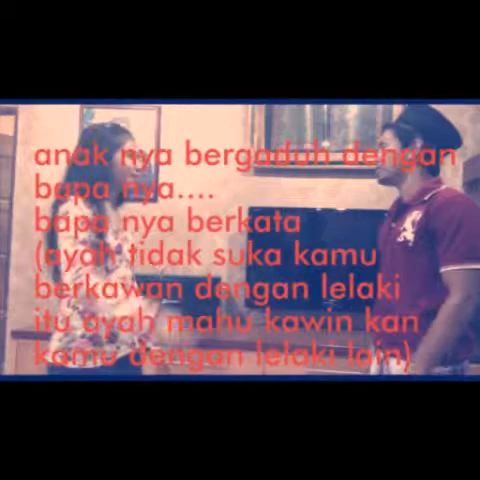 anak nya bergaduh dengan
bapa nya....
bapa nya berkata
(ayah tidak suka kamu
berkawan dengan lelaki
itu ayah mahu kawin kan
kamu dengan lelaki lain)